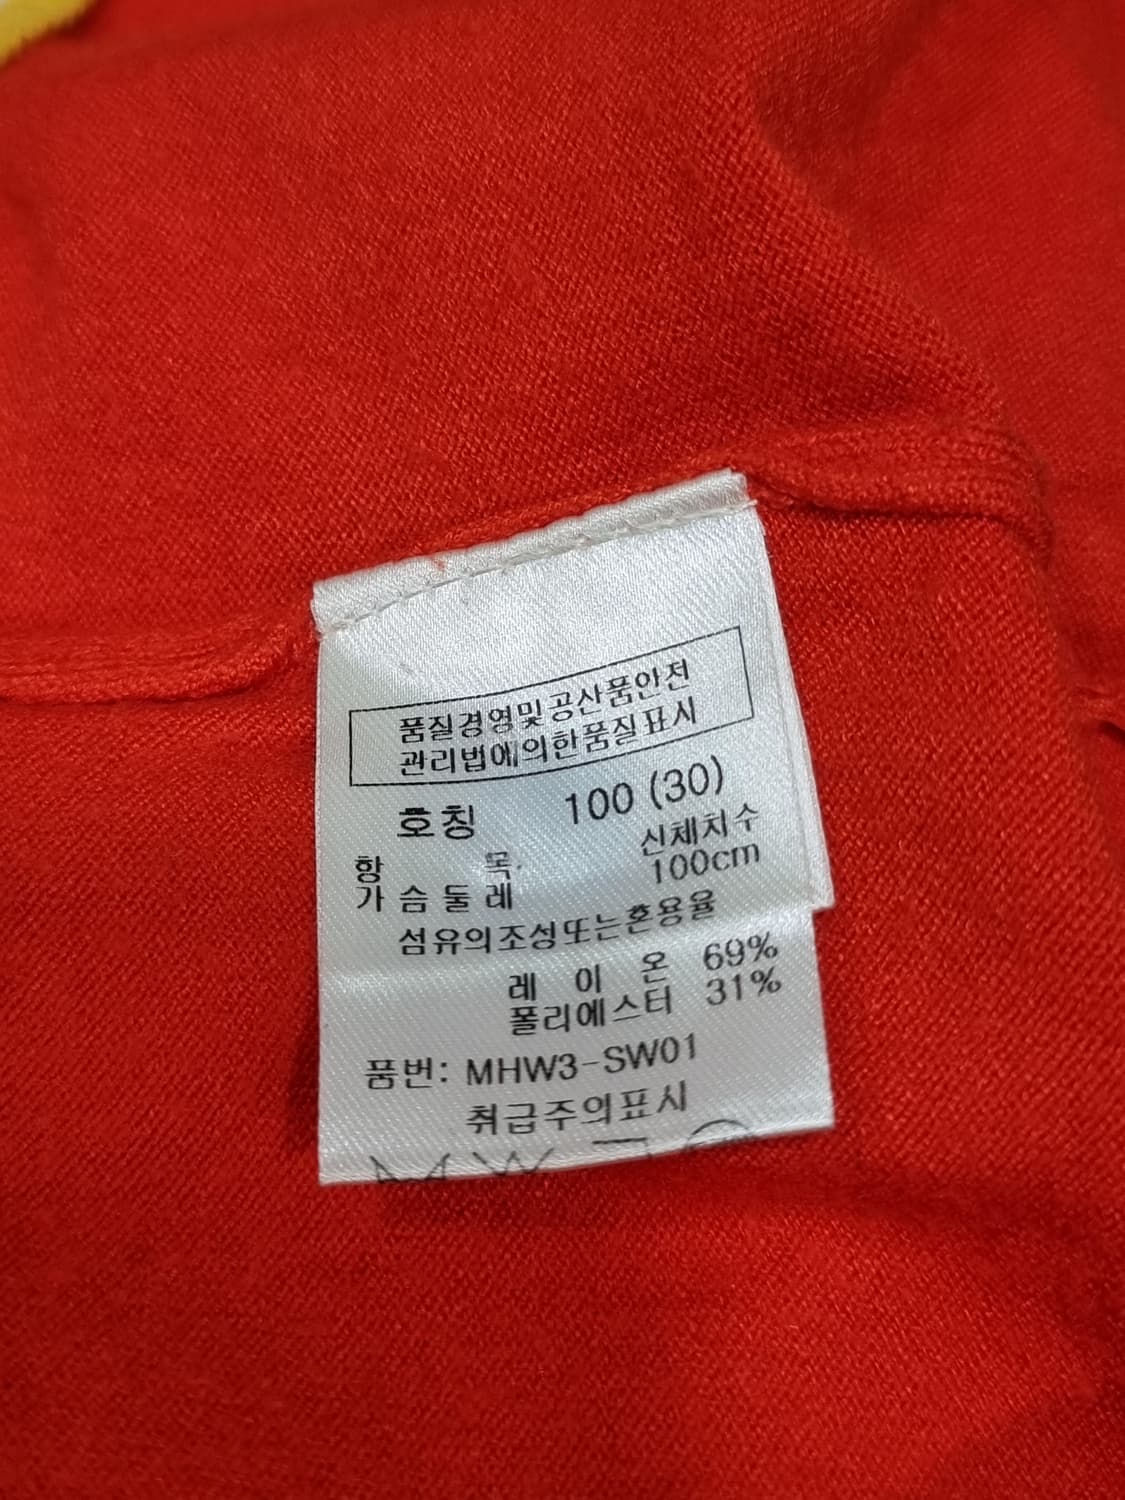 품질경영및공산품안전
관리법에의한품질표시
호칭 100 (30)
항 목 신체치수
가슴둘레 100cm
섬유의조성또는혼용율
레이온 69%
폴리에스터 31%
품번: MHW3-SW01
취급주의표시